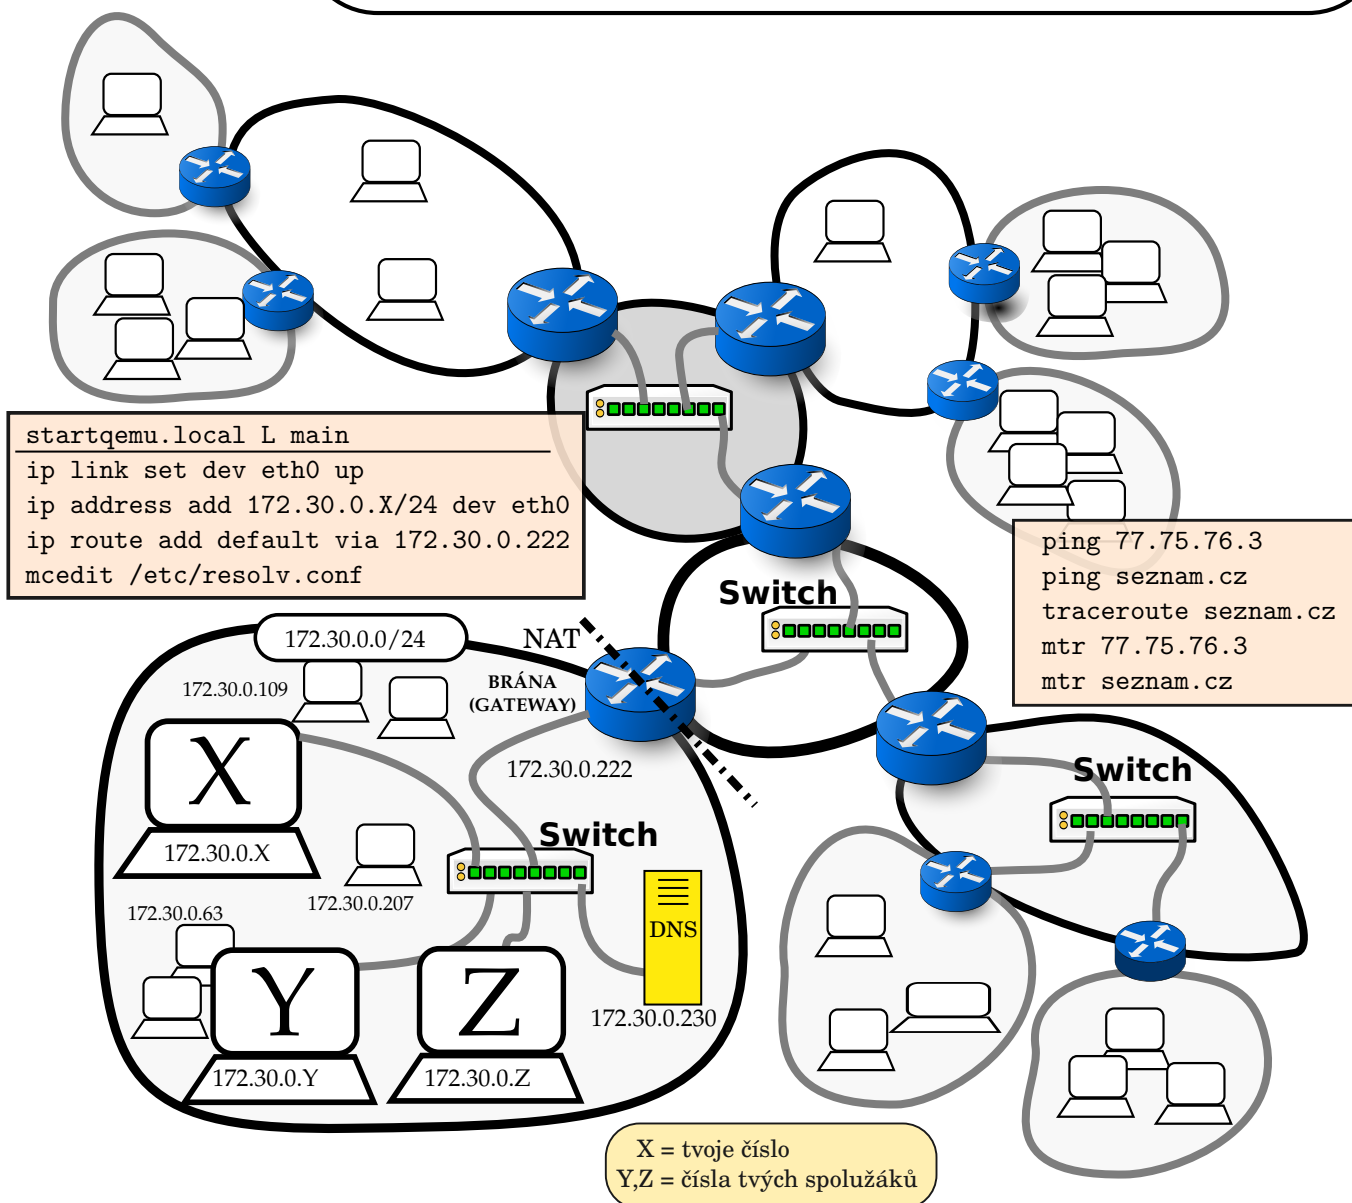 startqemu.local L main
ip link set dev eth0 up
ip address add 172.30.0.X/24 dev eth0
ip route add default via 172.30.0.222
mcedit /etc/resolv.conf
ping 77.75.76.3
ping seznam.cz
traceroute seznam.cz
mtr 77.75.76.3
mtr seznam.cz
Switch
172.30.0.0/24
NAT
BRÁNA
(GATEWAY)
172.30.0.109
X
172.30.0.X
172.30.0.222
Switch
Switch
172.30.0.207
172.30.0.63
DNS
Y
172.30.0.Y
Z
172.30.0.Z
172.30.0.230
X = tvoje číslo
Y,Z = čísla tvých spolužáků